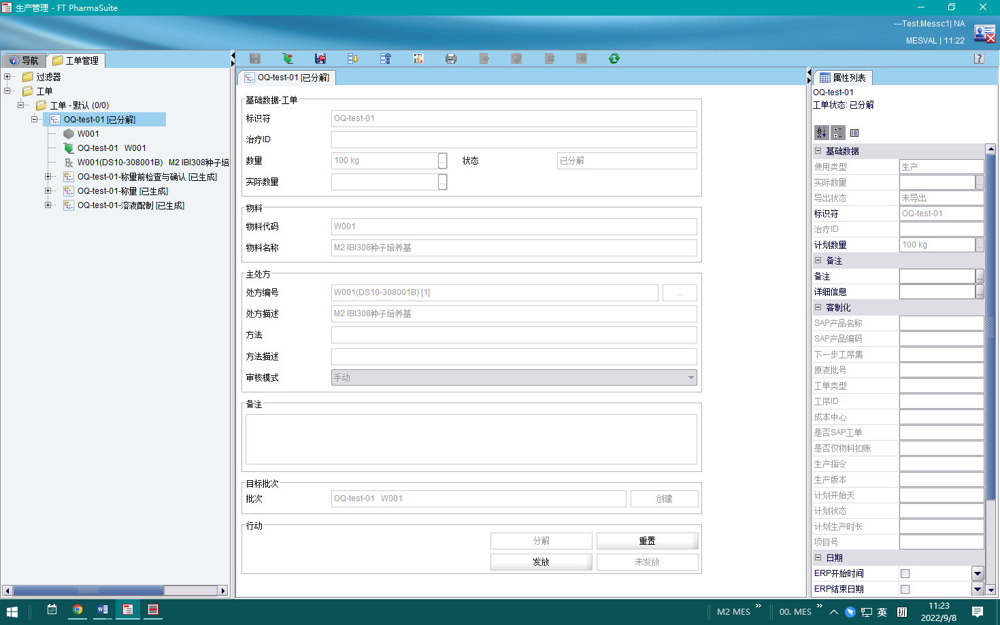 生产管理 - FT PharmaSuite
---Test.Messc1| NA
MESVAL | 11:22
导航
工单管理
过滤器
工单
工单 - 默认 (0/0)
OQ-test-01 [已分解]
W001
OQ-test-01 W001
W001(DS10-308001B) M2 IBI308种子培
OQ-test-01-称量前检查与确认 [已生成]
OQ-test-01-称量 [已生成]
OQ-test-01-溶液配制 [已生成]
OQ-test-01 [已分解]
基础数据-工单
标识符 OQ-test-01
治疗ID
数量 100 kg ... 状态 已分解
实际数量 ...
物料
物料代码 W001
物料名称 M2 IBI308种子培养基
主处方
处方编号 W001(DS10-308001B) [1] ...
处方描述 M2 IBI308种子培养基
方法
方法描述
审核模式 手动
备注
目标批次
批次 OQ-test-01 W001 创建
行动
分解 重置
发放 未发放
属性列表
OQ-test-01
工单状态: 已分解
基础数据
使用类型 生产
实际数量 ...
导出状态 未导出
标识符 OQ-test-01
治疗ID
计划数量 100 kg ...
备注
备注 ...
详细信息 ...
客制化
SAP产品名称
SAP产品编码
下一步工序集
原液批号
工单类型
工序ID
成本中心
是否SAP工单
是否仅物料扣账
生产指令
生产版本
计划开始天
计划状态
计划生产时长
项目号
日期
ERP开始时间
ERP结束日期
M2 MES »
00. MES »
英
拼
11:23
2022/9/8